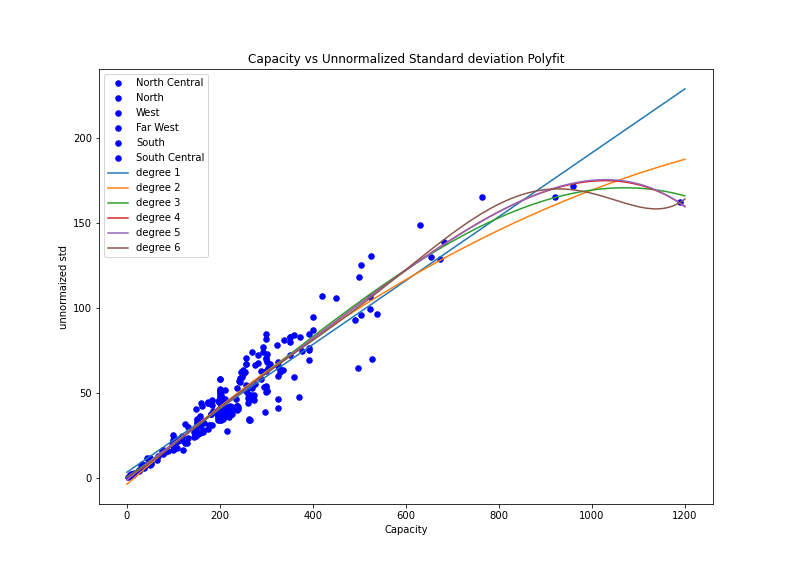 Capacity vs Unnormalized Standard deviation Polyfit
North Central
North
West
Far West
South
South Central
degree 1
degree 2
degree 3
degree 4
degree 5
degree 6
unnormaized std
200
150
100
50
0
0 200 400 600 800 1000 1200
Capacity